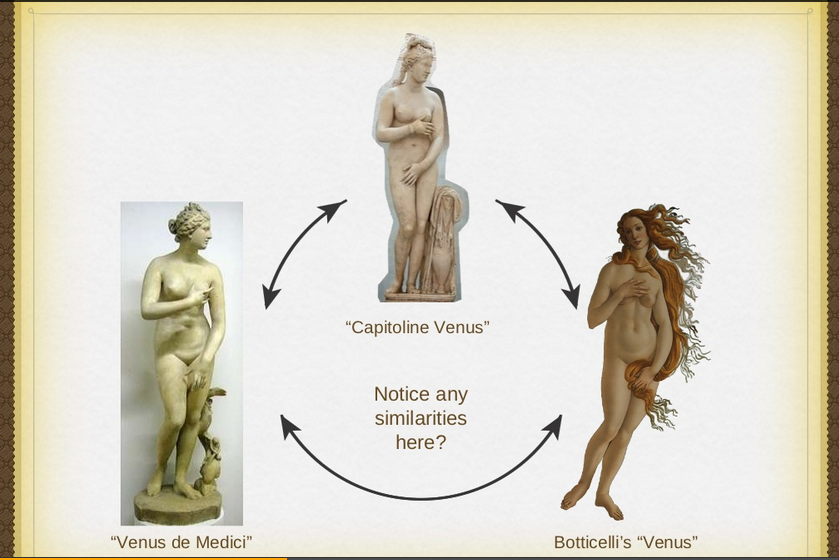 “Capitoline Venus”
Notice any
similarities
here?
“Venus de Medici”
Botticelli’s “Venus”